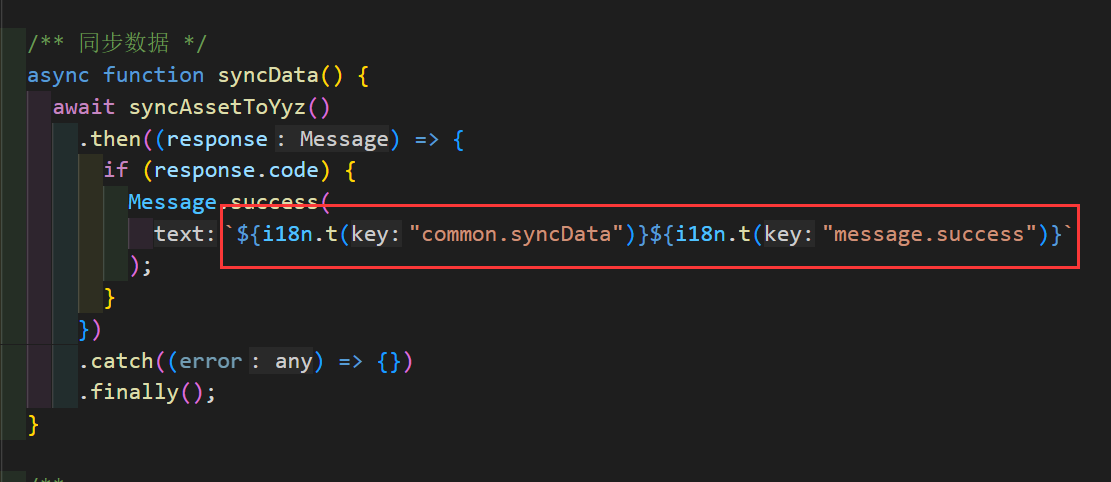 /** 同步数据 */
async function syncData() {
await syncAssetToYyz()
.then((response: Message) => {
if (response.code) {
Message.success(
text:`${i18n.t(key:"common.syncData")}${i18n.t(key:"message.success")}`
);
}
})
.catch((error: any) => {})
.finally();
}
/**